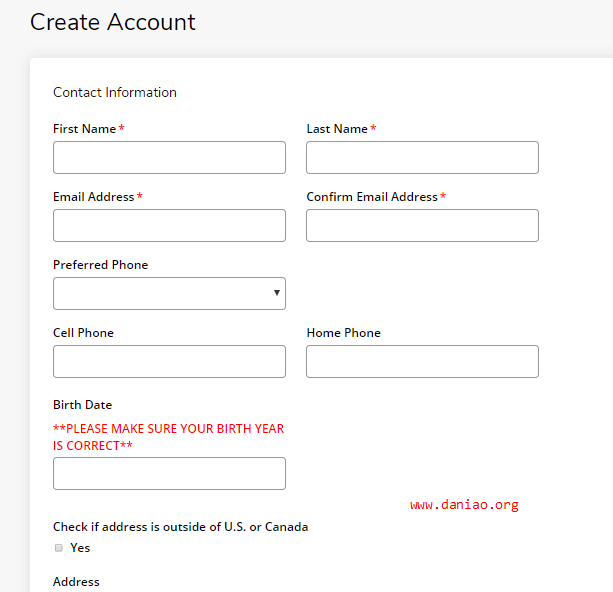 Create Account
Contact Information
First Name* Last Name*
Email Address* Confirm Email Address*
Preferred Phone
Cell Phone Home Phone
Birth Date
**PLEASE MAKE SURE YOUR BIRTH YEAR
IS CORRECT**
www.daniao.org
Check if address is outside of U.S. or Canada
Yes
Address